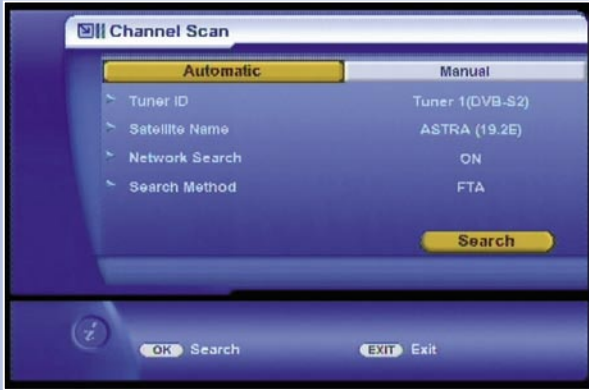 Channel Scan
Automatic Manual
Tuner ID Tuner 1(DVB-S2)
Satellite Name ASTRA (19.2E)
Network Search ON
Search Method FTA
Search
i
OK Search EXIT Exit